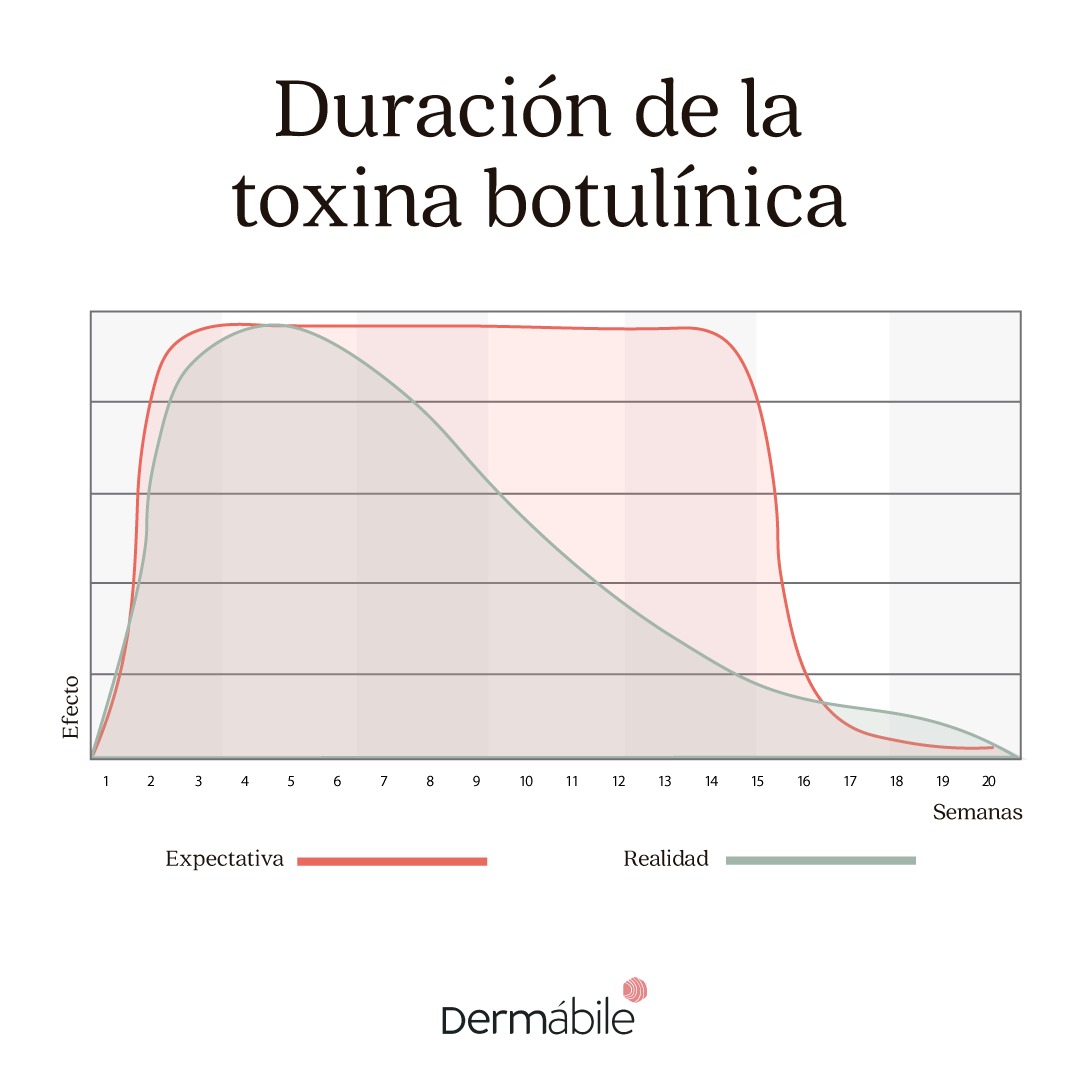 Duración de la
toxina botulínica
Efecto
1 2 3 4 5 6 7 8 9 10 11 12 13 14 15 16 17 18 19 20
Semanas
Expectativa Realidad
Dermábile